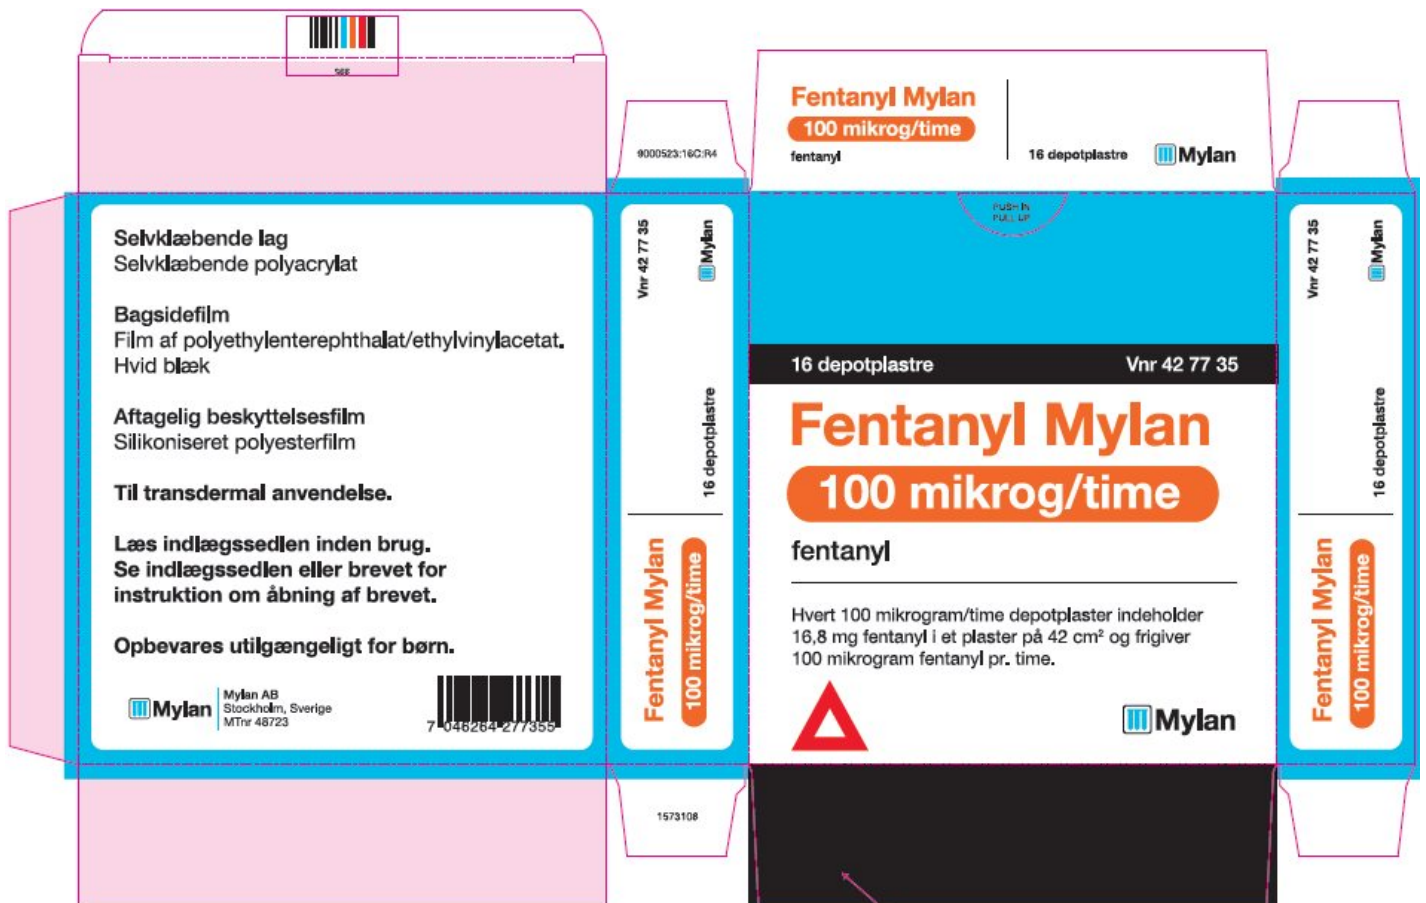 995
Selvklæbende lag
Selvklæbende polyacrylat
Bagsidefilm
Film af polyethylenterephthalat/ethylvinylacetat.
Hvid blæk
Aftagelig beskyttelsesfilm
Silikoniseret polyesterfilm
Til transdermal anvendelse.
Læs indlægssedlen inden brug.
Se indlægssedlen eller brevet for
instruktion om åbning af brevet.
Opbevares utilgængeligt for børn.
Mylan
Mylan AB
Stockholm, Sverige
MTnr 48723
7 046264 277355
9000523:16C:R4
Vnr 42 77 35
Mylan
16 depotplastre
Fentanyl Mylan
100 mikrog/time
1573108
Fentanyl Mylan
100 mikrog/time
fentanyl
16 depotplastre
Mylan
PUSH IN
PULL UP
16 depotplastre Vnr 42 77 35
Fentanyl Mylan
100 mikrog/time
fentanyl
Hvert 100 mikrogram/time depotplaster indeholder
16,8 mg fentanyl i et plaster på 42 cm² og frigiver
100 mikrogram fentanyl pr. time.
Mylan
Vnr 42 77 35
Mylan
16 depotplastre
Fentanyl Mylan
100 mikrog/time